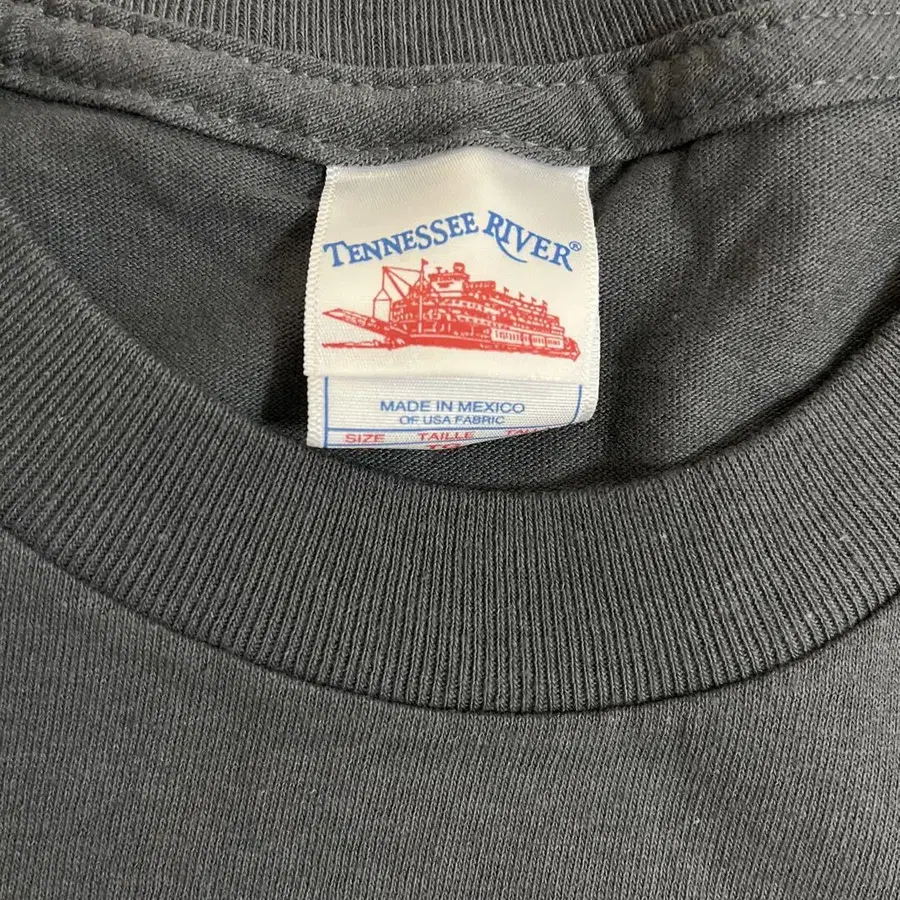 TENNESSEE RIVER®
MADE IN MEXICO
OF USA FABRIC
SIZE TAILLE